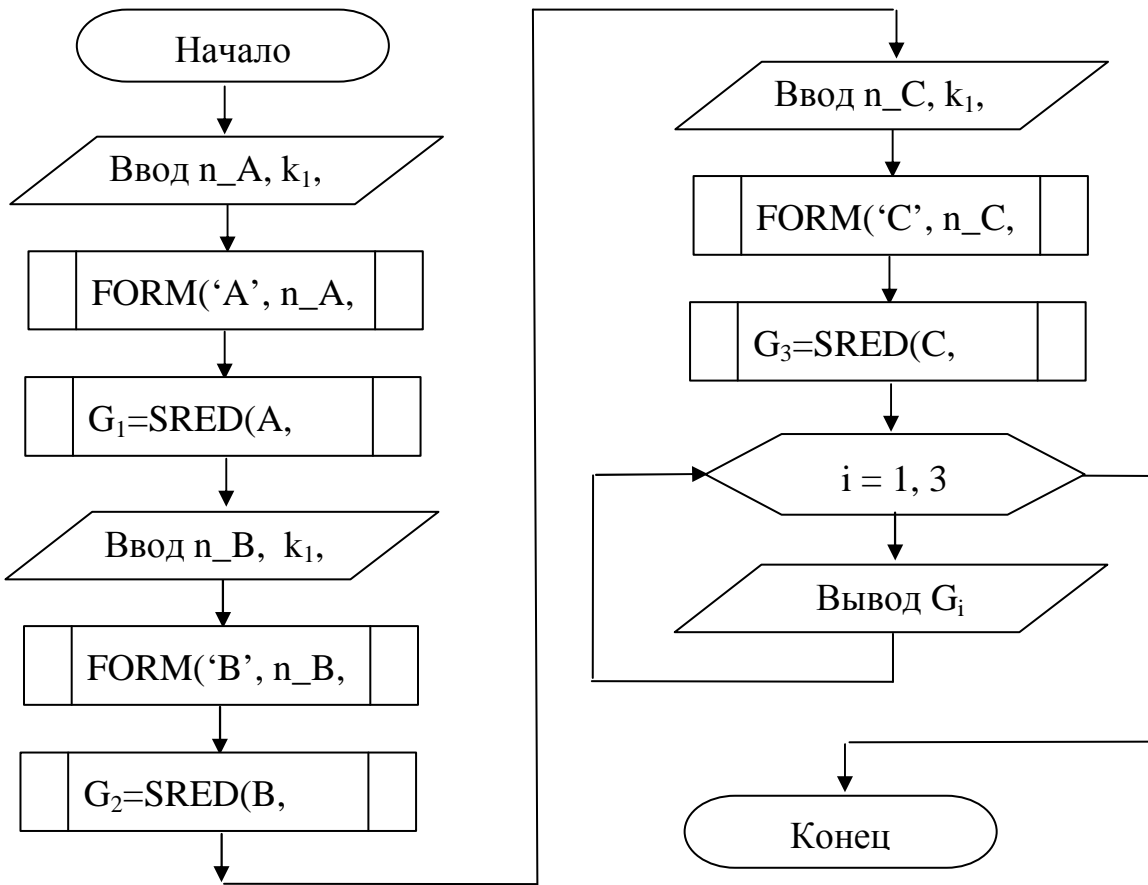 Начало
Ввод n_A, k₁,
FORM(‘A’, n_A,
G₁=SRED(A,
Ввод n_B, k₁,
FORM(‘B’, n_B,
G₂=SRED(B,
Ввод n_C, k₁,
FORM(‘C’, n_C,
G₃=SRED(C,
i = 1, 3
Вывод Gᵢ
Конец